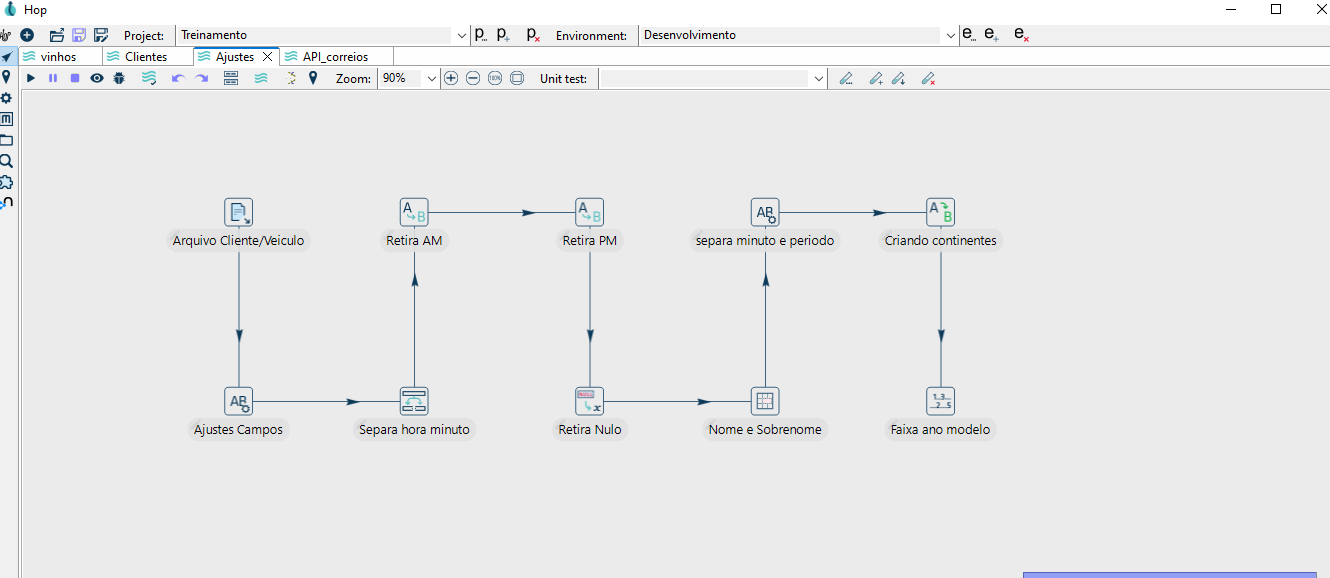 Hop
Project: Treinamento Environment: Desenvolvimento
vinhos Clientes Ajustes API_correios
Zoom: 90% 100% Unit test:
Arquivo Cliente/Veiculo Retira AM Retira PM separa minuto e periodo Criando continentes
Ajustes Campos Separa hora minuto Retira Nulo Nome e Sobrenome Faixa ano modelo